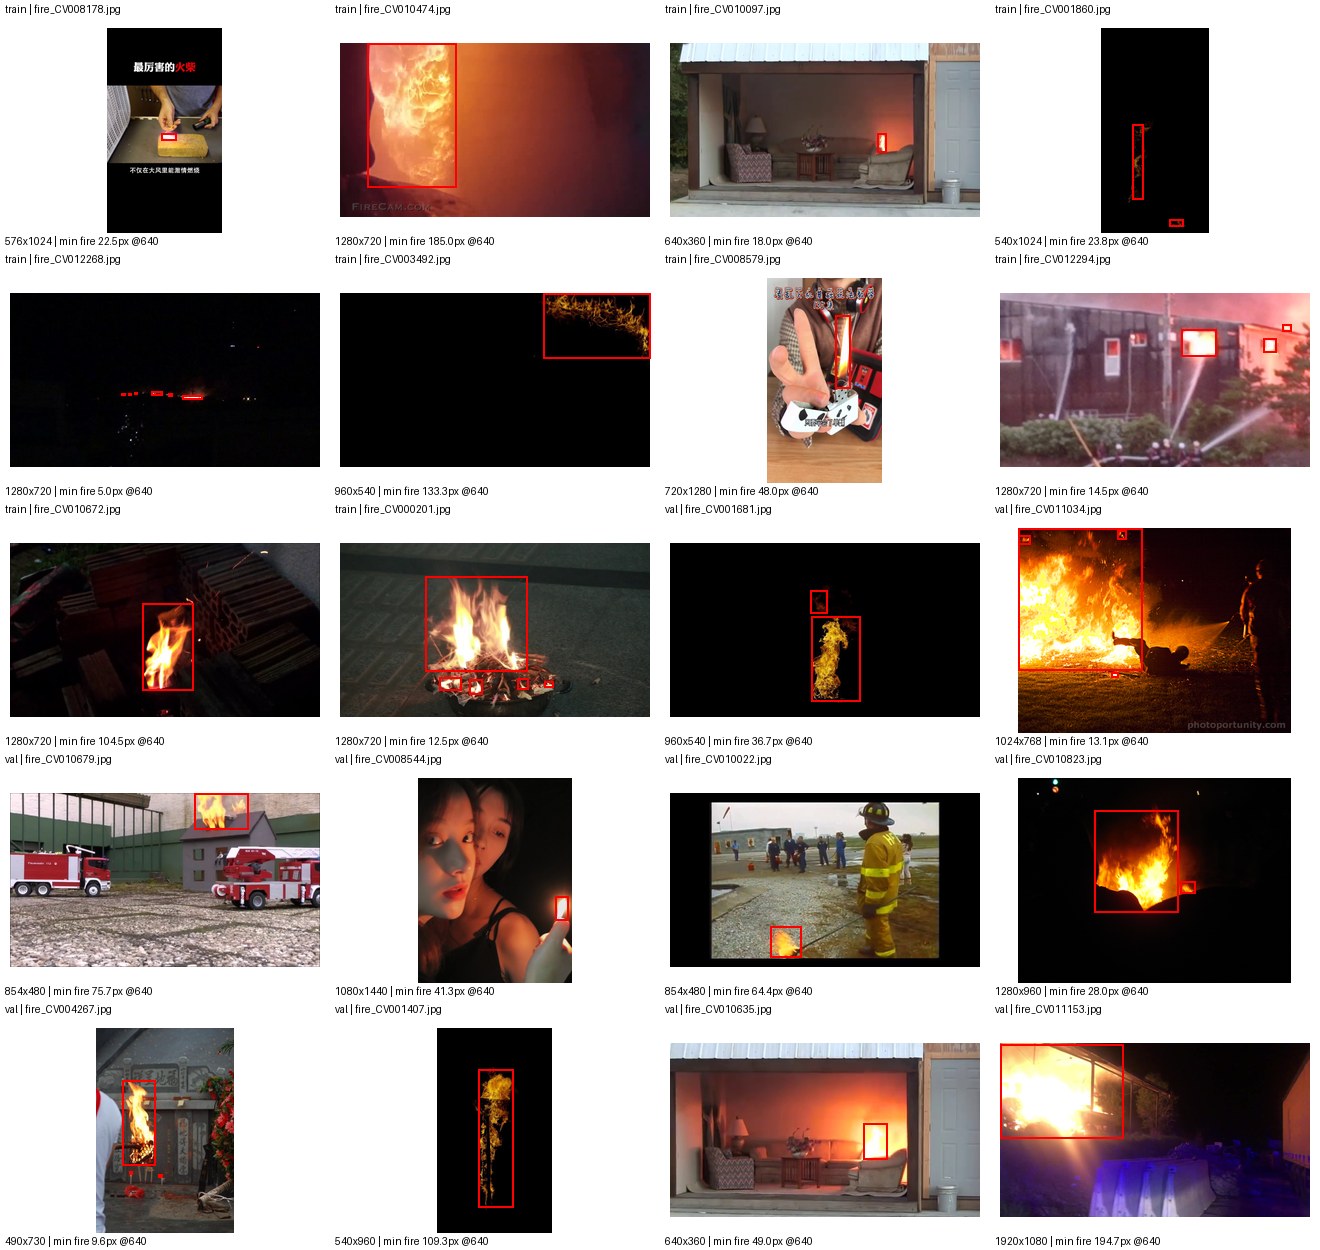 train | fire_CV008178.jpg
train | fire_CV010474.jpg
train | fire_CV010097.jpg
train | fire_CV001860.jpg
最厉害的火柴
不仅在大风里能激情燃烧
FIRECAM.COM
576x1024 | min fire 22.5px @640
1280x720 | min fire 185.0px @640
640x360 | min fire 18.0px @640
540x1024 | min fire 23.8px @640
train | fire_CV012268.jpg
train | fire_CV003492.jpg
train | fire_CV008579.jpg
train | fire_CV012294.jpg
1280x720 | min fire 5.0px @640
960x540 | min fire 133.3px @640
720x1280 | min fire 48.0px @640
1280x720 | min fire 14.5px @640
train | fire_CV010672.jpg
train | fire_CV000201.jpg
val | fire_CV001681.jpg
val | fire_CV011034.jpg
photoportunity.com
1280x720 | min fire 104.5px @640
1280x720 | min fire 12.5px @640
960x540 | min fire 36.7px @640
1024x768 | min fire 13.1px @640
val | fire_CV010679.jpg
val | fire_CV008544.jpg
val | fire_CV010022.jpg
val | fire_CV010823.jpg
854x480 | min fire 75.7px @640
1080x1440 | min fire 41.3px @640
854x480 | min fire 64.4px @640
1280x960 | min fire 28.0px @640
val | fire_CV004267.jpg
val | fire_CV001407.jpg
val | fire_CV010635.jpg
val | fire_CV011153.jpg
490x730 | min fire 9.6px @640
540x960 | min fire 109.3px @640
640x360 | min fire 49.0px @640
1920x1080 | min fire 194.7px @640